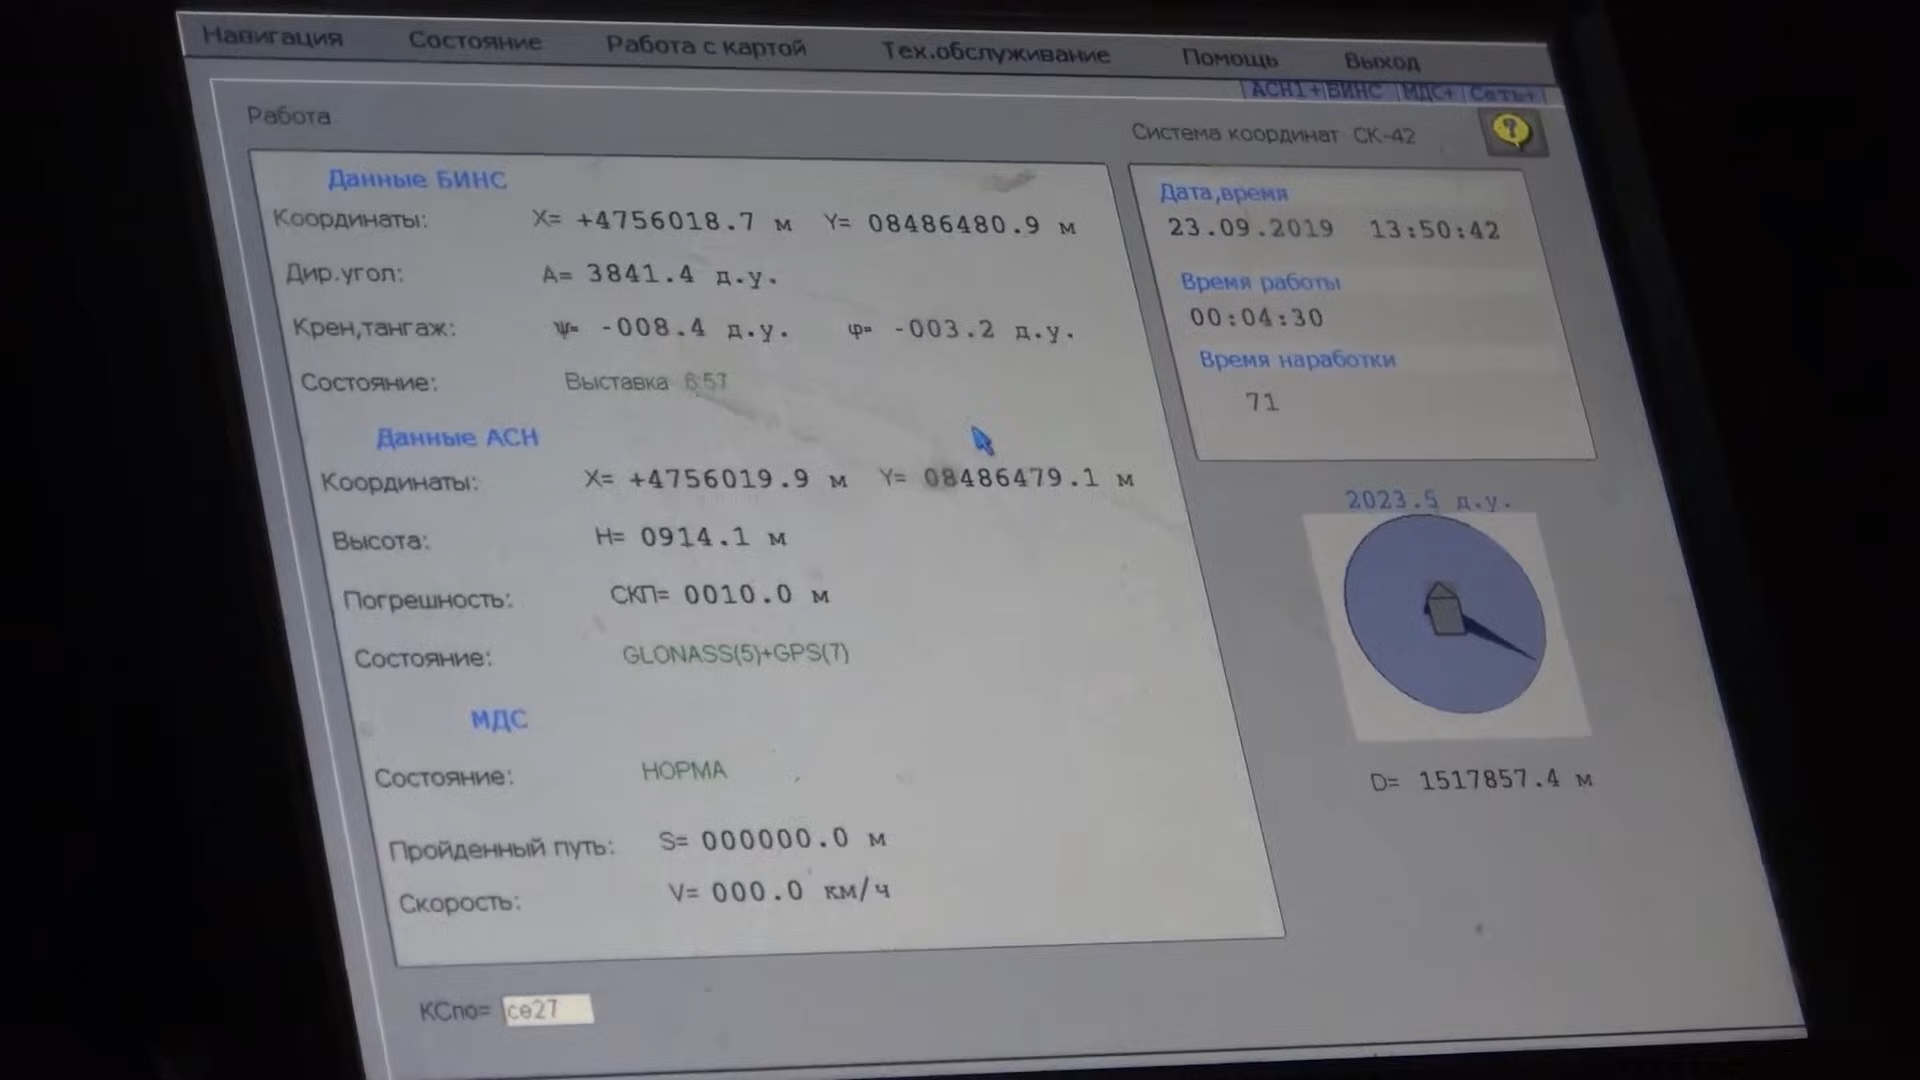 Навигация Состояние Работа с картой Тех.обслуживание Помощь Выход
АСН1+ БИНС МДС+ Сеть+
Работа
Система координат СК-42
Данные БИНС
Координаты: X= +4756018.7 м Y= 08486480.9 м
Дир.угол: А= 3841.4 д.у.
Крен,тангаж: ψ= -008.4 д.у. φ= -003.2 д.у.
Состояние: Выставка 6.57
Данные АСН
Координаты: X= +4756019.9 м Y= 08486479.1 м
Высота: H= 0914.1 м
Погрешность: СКП= 0010.0 м
Состояние: GLONASS(5)+GPS(7)
МДС
Состояние: НОРМА
Пройденный путь: S= 000000.0 м
Скорость: V= 000.0 км/ч
КСпо= ce27
Дата,время
23.09.2019 13:50:42
Время работы
00:04:30
Время наработки
71
2023.5 д.у.
D= 1517857.4 м